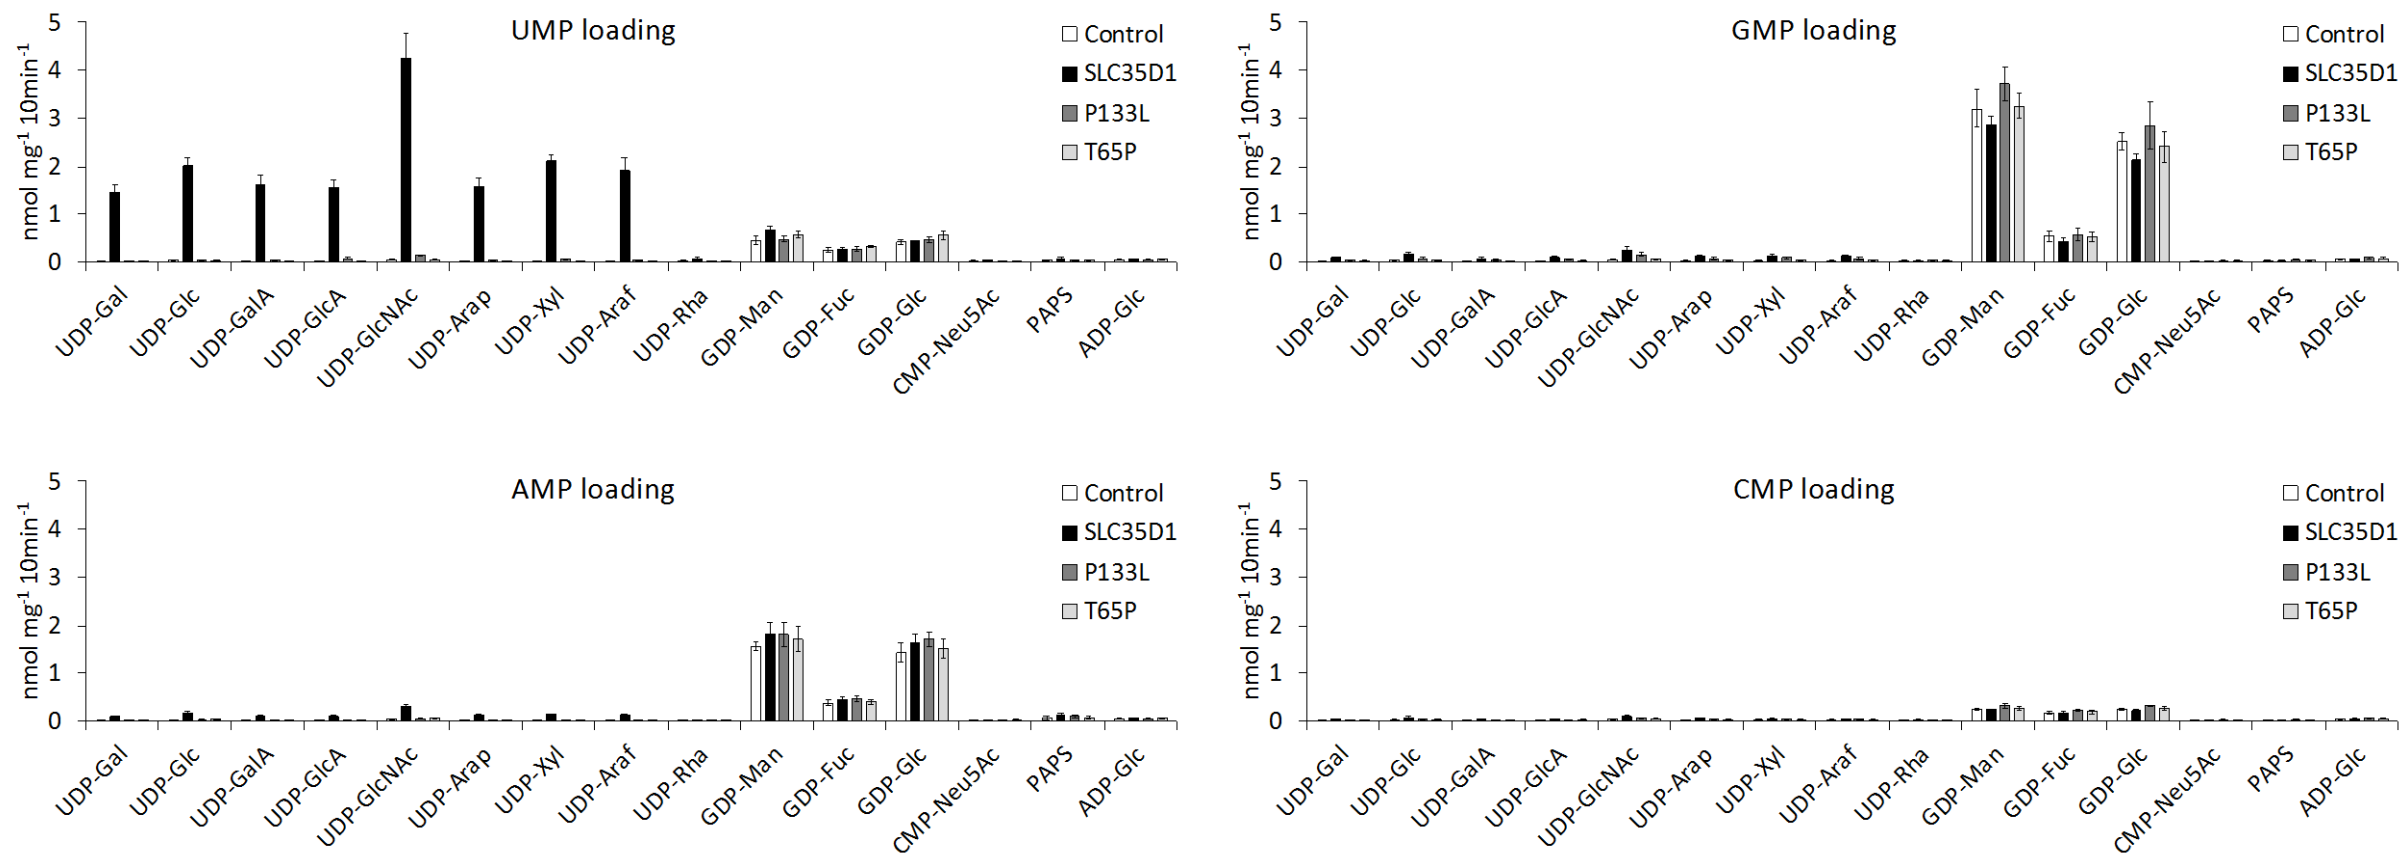 UMP loading
nmol mg⁻¹ 10min⁻¹
5
4
3
2
1
0
Control
SLC35D1
P133L
T65P
UDP-Gal
UDP-Glc
UDP-GalA
UDP-GlcA
UDP-GlcNAc
UDP-Arap
UDP-Xyl
UDP-Araf
UDP-Rha
GDP-Man
GDP-Fuc
GDP-Glc
CMP-Neu5Ac
PAPS
ADP-Glc
GMP loading
nmol mg⁻¹ 10min⁻¹
5
4
3
2
1
0
Control
SLC35D1
P133L
T65P
UDP-Gal
UDP-Glc
UDP-GalA
UDP-GlcA
UDP-GlcNAc
UDP-Arap
UDP-Xyl
UDP-Araf
UDP-Rha
GDP-Man
GDP-Fuc
GDP-Glc
CMP-Neu5Ac
PAPS
ADP-Glc
AMP loading
nmol mg⁻¹ 10min⁻¹
5
4
3
2
1
0
Control
SLC35D1
P133L
T65P
UDP-Gal
UDP-Glc
UDP-GalA
UDP-GlcA
UDP-GlcNAc
UDP-Arap
UDP-Xyl
UDP-Araf
UDP-Rha
GDP-Man
GDP-Fuc
GDP-Glc
CMP-Neu5Ac
PAPS
ADP-Glc
CMP loading
nmol mg⁻¹ 10min⁻¹
5
4
3
2
1
0
Control
SLC35D1
P133L
T65P
UDP-Gal
UDP-Glc
UDP-GalA
UDP-GlcA
UDP-GlcNAc
UDP-Arap
UDP-Xyl
UDP-Araf
UDP-Rha
GDP-Man
GDP-Fuc
GDP-Glc
CMP-Neu5Ac
PAPS
ADP-Glc